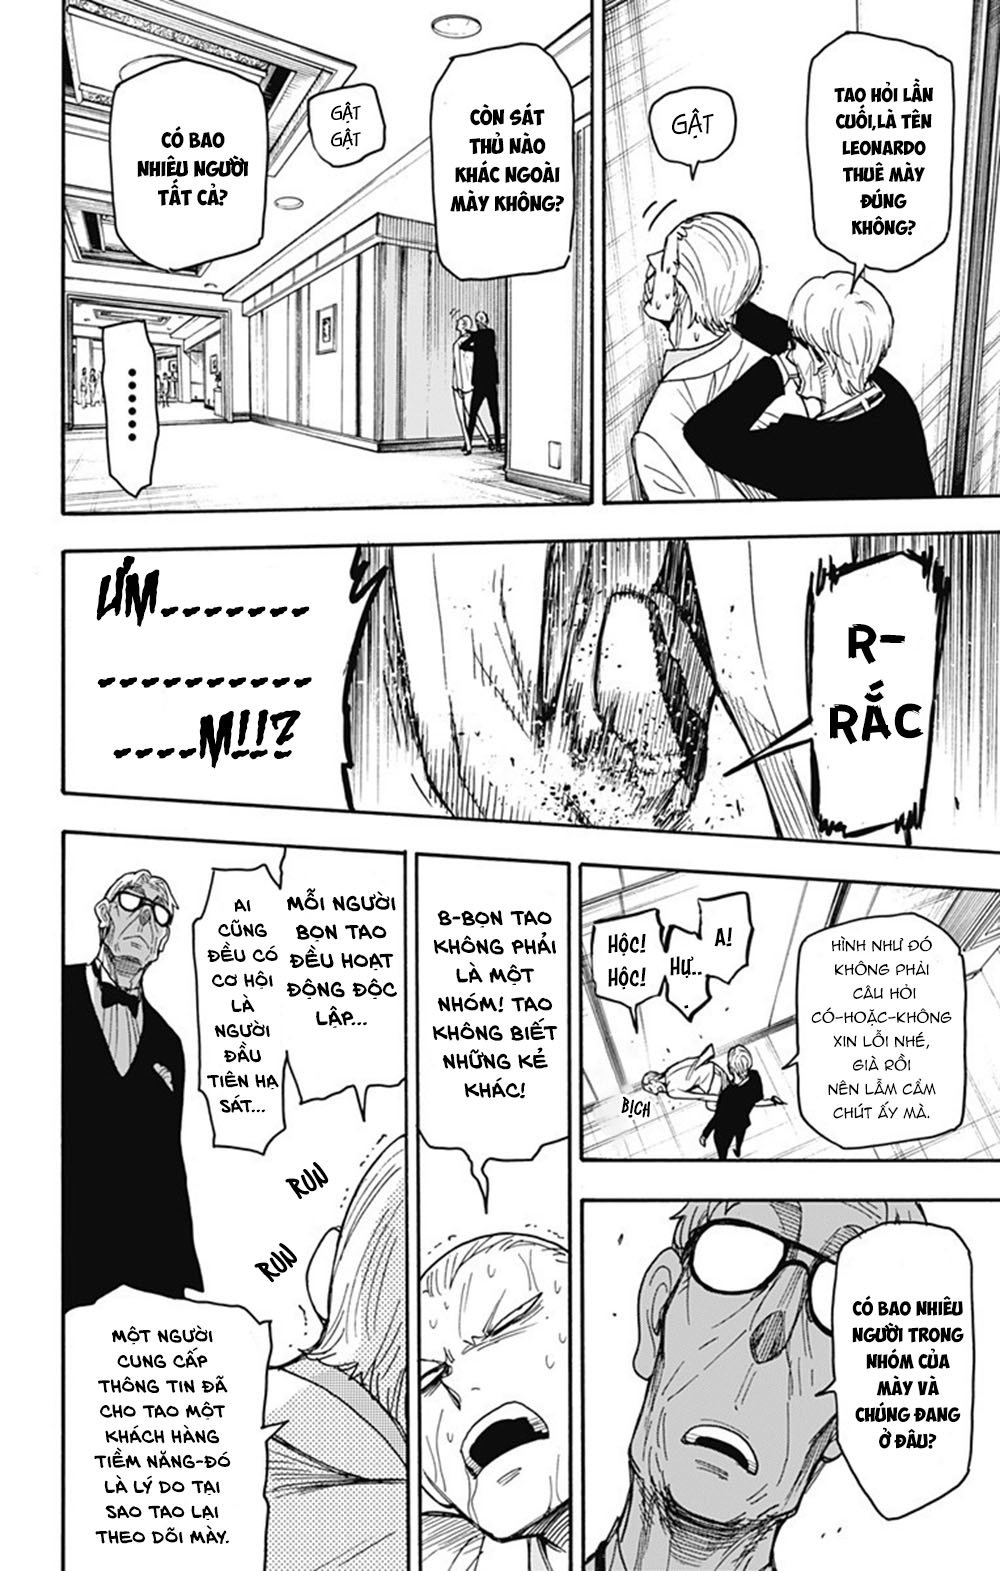 TAO HỎI LẦN
CUỐI,LÀ TÊN
LEONARDO
THUÊ MÀY
ĐÚNG
KHÔNG?
GẬT
CÒN SÁT
THỦ NÀO
KHÁC NGOÀI
MÀY KHÔNG?
GẬT
GẬT
CÓ BAO
NHIÊU NGƯỜI
TẤT CẢ?
......
R-
RẮC
ƯM-------
----------
----M!!?
HÌNH NHƯ ĐÓ
KHÔNG PHẢI
CÂU HỎI
CÓ-HOẶC-KHÔNG
XIN LỖI NHÉ,
GIÀ RỒI
NÊN LẨM CẨM
CHÚT ẤY MÀ.
A!
HỰ..
HỘC!
HỘC!
BỊCH
CÓ BAO NHIÊU
NGƯỜI TRONG
NHÓM CỦA
MÀY VÀ
CHÚNG ĐANG
Ở ĐÂU?
B-BỌN TAO
KHÔNG PHẢI
LÀ MỘT
NHÓM! TAO
KHÔNG BIẾT
NHỮNG KẺ
KHÁC!
MỖI NGƯỜI
BỌN TAO
ĐỀU HOẠT
ĐỘNG ĐỘC
LẬP...
AI
CŨNG
ĐỀU CÓ
CƠ HỘI
LÀ
NGƯỜI
ĐẦU
TIÊN HẠ
SÁT...
RUN
RUN
MỘT NGƯỜI
CUNG CẤP
THÔNG TIN ĐÃ
CHO TAO MỘT
KHÁCH HÀNG
TIỀM NĂNG-ĐÓ
LÀ LÝ DO TẠI
SAO TAO LẠI
THEO DÕI MÀY.